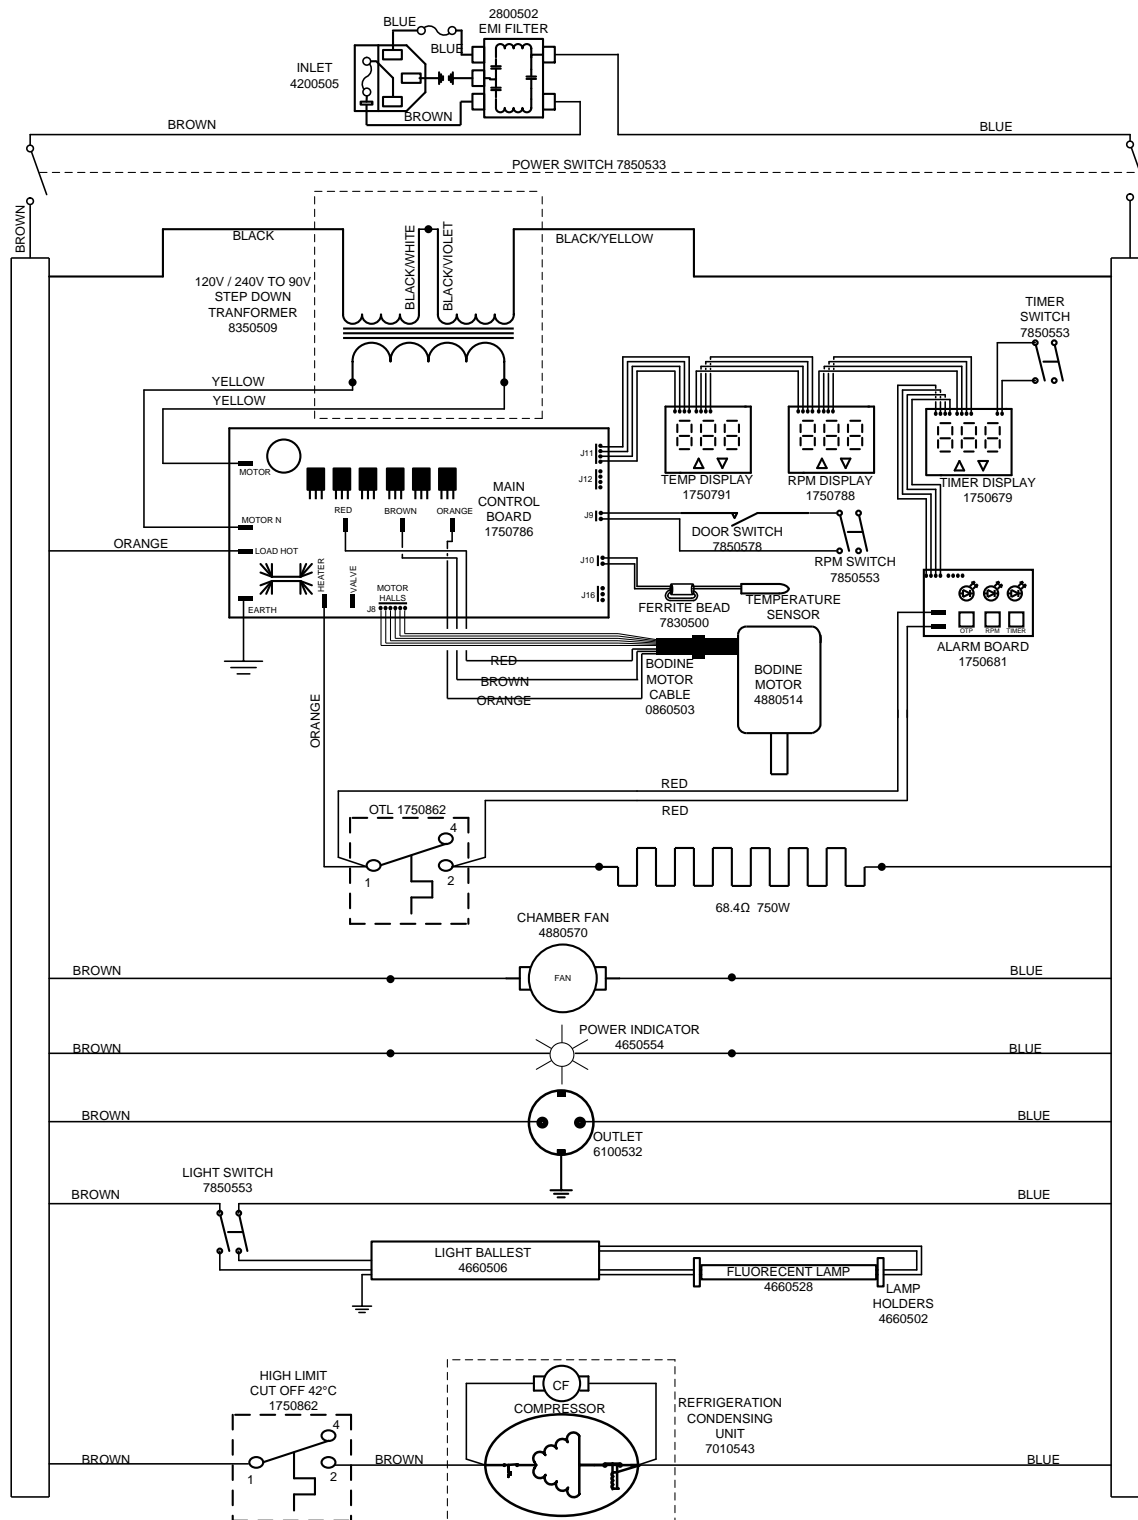 2800502
EMI FILTER
BLUE
BLUE
INLET
4200505
BROWN
BROWN
BLUE
POWER SWITCH 7850533
BROWN
BLACK
BLACK/WHITE
BLACK/VIOLET
BLACK/YELLOW
120V / 240V TO 90V
STEP DOWN
TRANFORMER
8350509
TIMER
SWITCH
7850553
YELLOW
YELLOW
MOTOR
MOTOR N
LOAD HOT
EARTH
HEATER
VALVE
RED
BROWN
ORANGE
MAIN
CONTROL
BOARD
1750786
MOTOR
HALLS
J8
J11
J12
J9
J10
J16
TEMP DISPLAY
1750791
RPM DISPLAY
1750788
TIMER DISPLAY
1750679
ORANGE
DOOR SWITCH
7850578
RPM SWITCH
7850553
FERRITE BEAD
7830500
TEMPERATURE
SENSOR
OTP
RPM
TIMER
ALARM BOARD
1750681
RED
BROWN
ORANGE
BODINE
MOTOR
CABLE
0860503
BODINE
MOTOR
4880514
ORANGE
RED
RED
OTL 1750862
4
1
2
68.4Ω 750W
CHAMBER FAN
4880570
BROWN
FAN
BLUE
POWER INDICATOR
4650554
BROWN
BLUE
BROWN
OUTLET
6100532
BLUE
LIGHT SWITCH
7850553
BROWN
BLUE
LIGHT BALLEST
4660506
FLUORECENT LAMP
4660528
LAMP
HOLDERS
4660502
HIGH LIMIT
CUT OFF 42°C
1750862
CF
COMPRESSOR
REFRIGERATION
CONDENSING
UNIT
7010543
4
BROWN
1
2
BROWN
BLUE